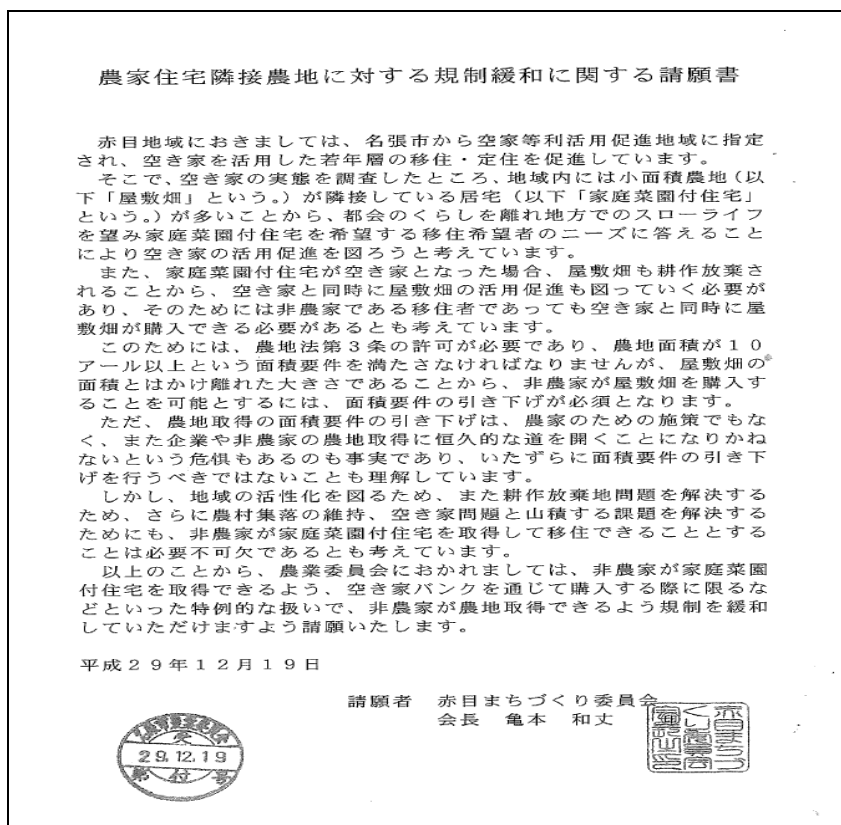 農家住宅隣接農地に対する規制緩和に関する請願書
赤目地域におきましては、名張市から空家等利活用促進地域に指定
され、空き家を活用した若年層の移住・定住を促進しています。
そこで、空き家の実態を調査したところ、地域内には小面積農地（以
下「屋敷畑」という。）が隣接している居宅（以下「家庭菜園付住宅」
という。）が多いことから、都会のくらしを離れ地方でのスローライフ
を望み家庭菜園付住宅を希望する移住希望者のニーズに答えること
により空き家の活用促進を図ろうと考えています。
また、家庭菜園付住宅が空き家となった場合、屋敷畑も耕作放棄さ
れることから、空き家と同時に屋敷畑の活用促進も図っていく必要が
あり、そのためには非農家である移住者であっても空き家と同時に屋
敷畑が購入できる必要があるとも考えています。
このためには、農地法第３条の許可が必要であり、農地面積が１０
アール以上という面積要件を満たさなければなりませんが、屋敷畑の
面積とはかけ離れた大きさであることから、非農家が屋敷畑を購入す
ることを可能とするには、面積要件の引き下げが必須となります。
ただ、農地取得の面積要件の引き下げは、農家のための施策でもな
く、また企業や非農家の農地取得に恒久的な道を開くことになりかね
ないという危惧もあるのも事実であり、いたずらに面積要件の引き下
げを行うべきではないことも理解しています。
しかし、地域の活性化を図るため、また耕作放棄地問題を解決する
ため、さらに農村集落の維持、空き家問題と山積する課題を解決する
ためにも、非農家が家庭菜園付住宅を取得して移住できることとする
ことは必要不可欠であるとも考えています。
以上のことから、農業委員会におかれましては、非農家が家庭菜園
付住宅を取得できるよう、空き家バンクを通じて購入する際に限るな
どといった特例的な扱いで、非農家が農地取得できるよう規制を緩和
していただけますよう請願いたします。
平成２９年１２月１９日
請願者　赤目まちづくり委員会
会長　亀本　和丈
受
29.12.19
第 付 号